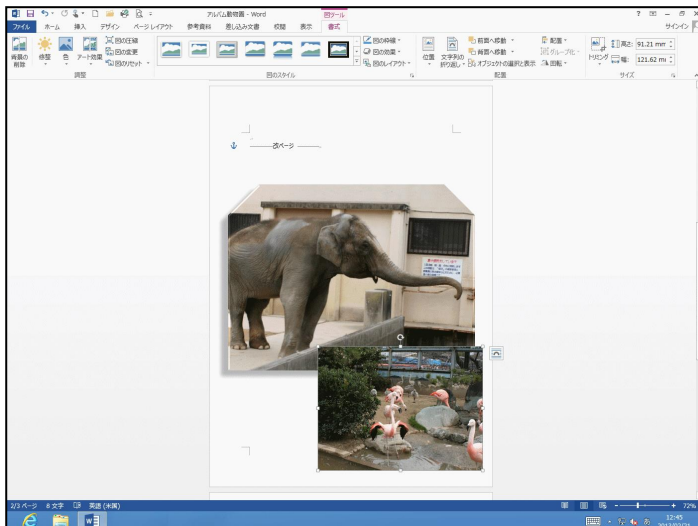 アルバム動物園 - Word
図ツール
サインイン
ファイル ホーム 挿入 デザイン ページ レイアウト 参考資料 差し込み文書 校閲 表示 書式
背景の削除
修整
色
アート効果
図の圧縮
図の変更
図のリセット
調整
図のスタイル
図の枠線
図の効果
図のレイアウト
位置
文字列の折り返し
前面へ移動
背面へ移動
オブジェクトの選択と表示
配置
グループ化
回転
配置
トリミング
高さ: 91.21 mm
幅: 121.62 mm
サイズ
改ページ
2/3 ページ 8 文字 英語 (米国)
72%
12:45